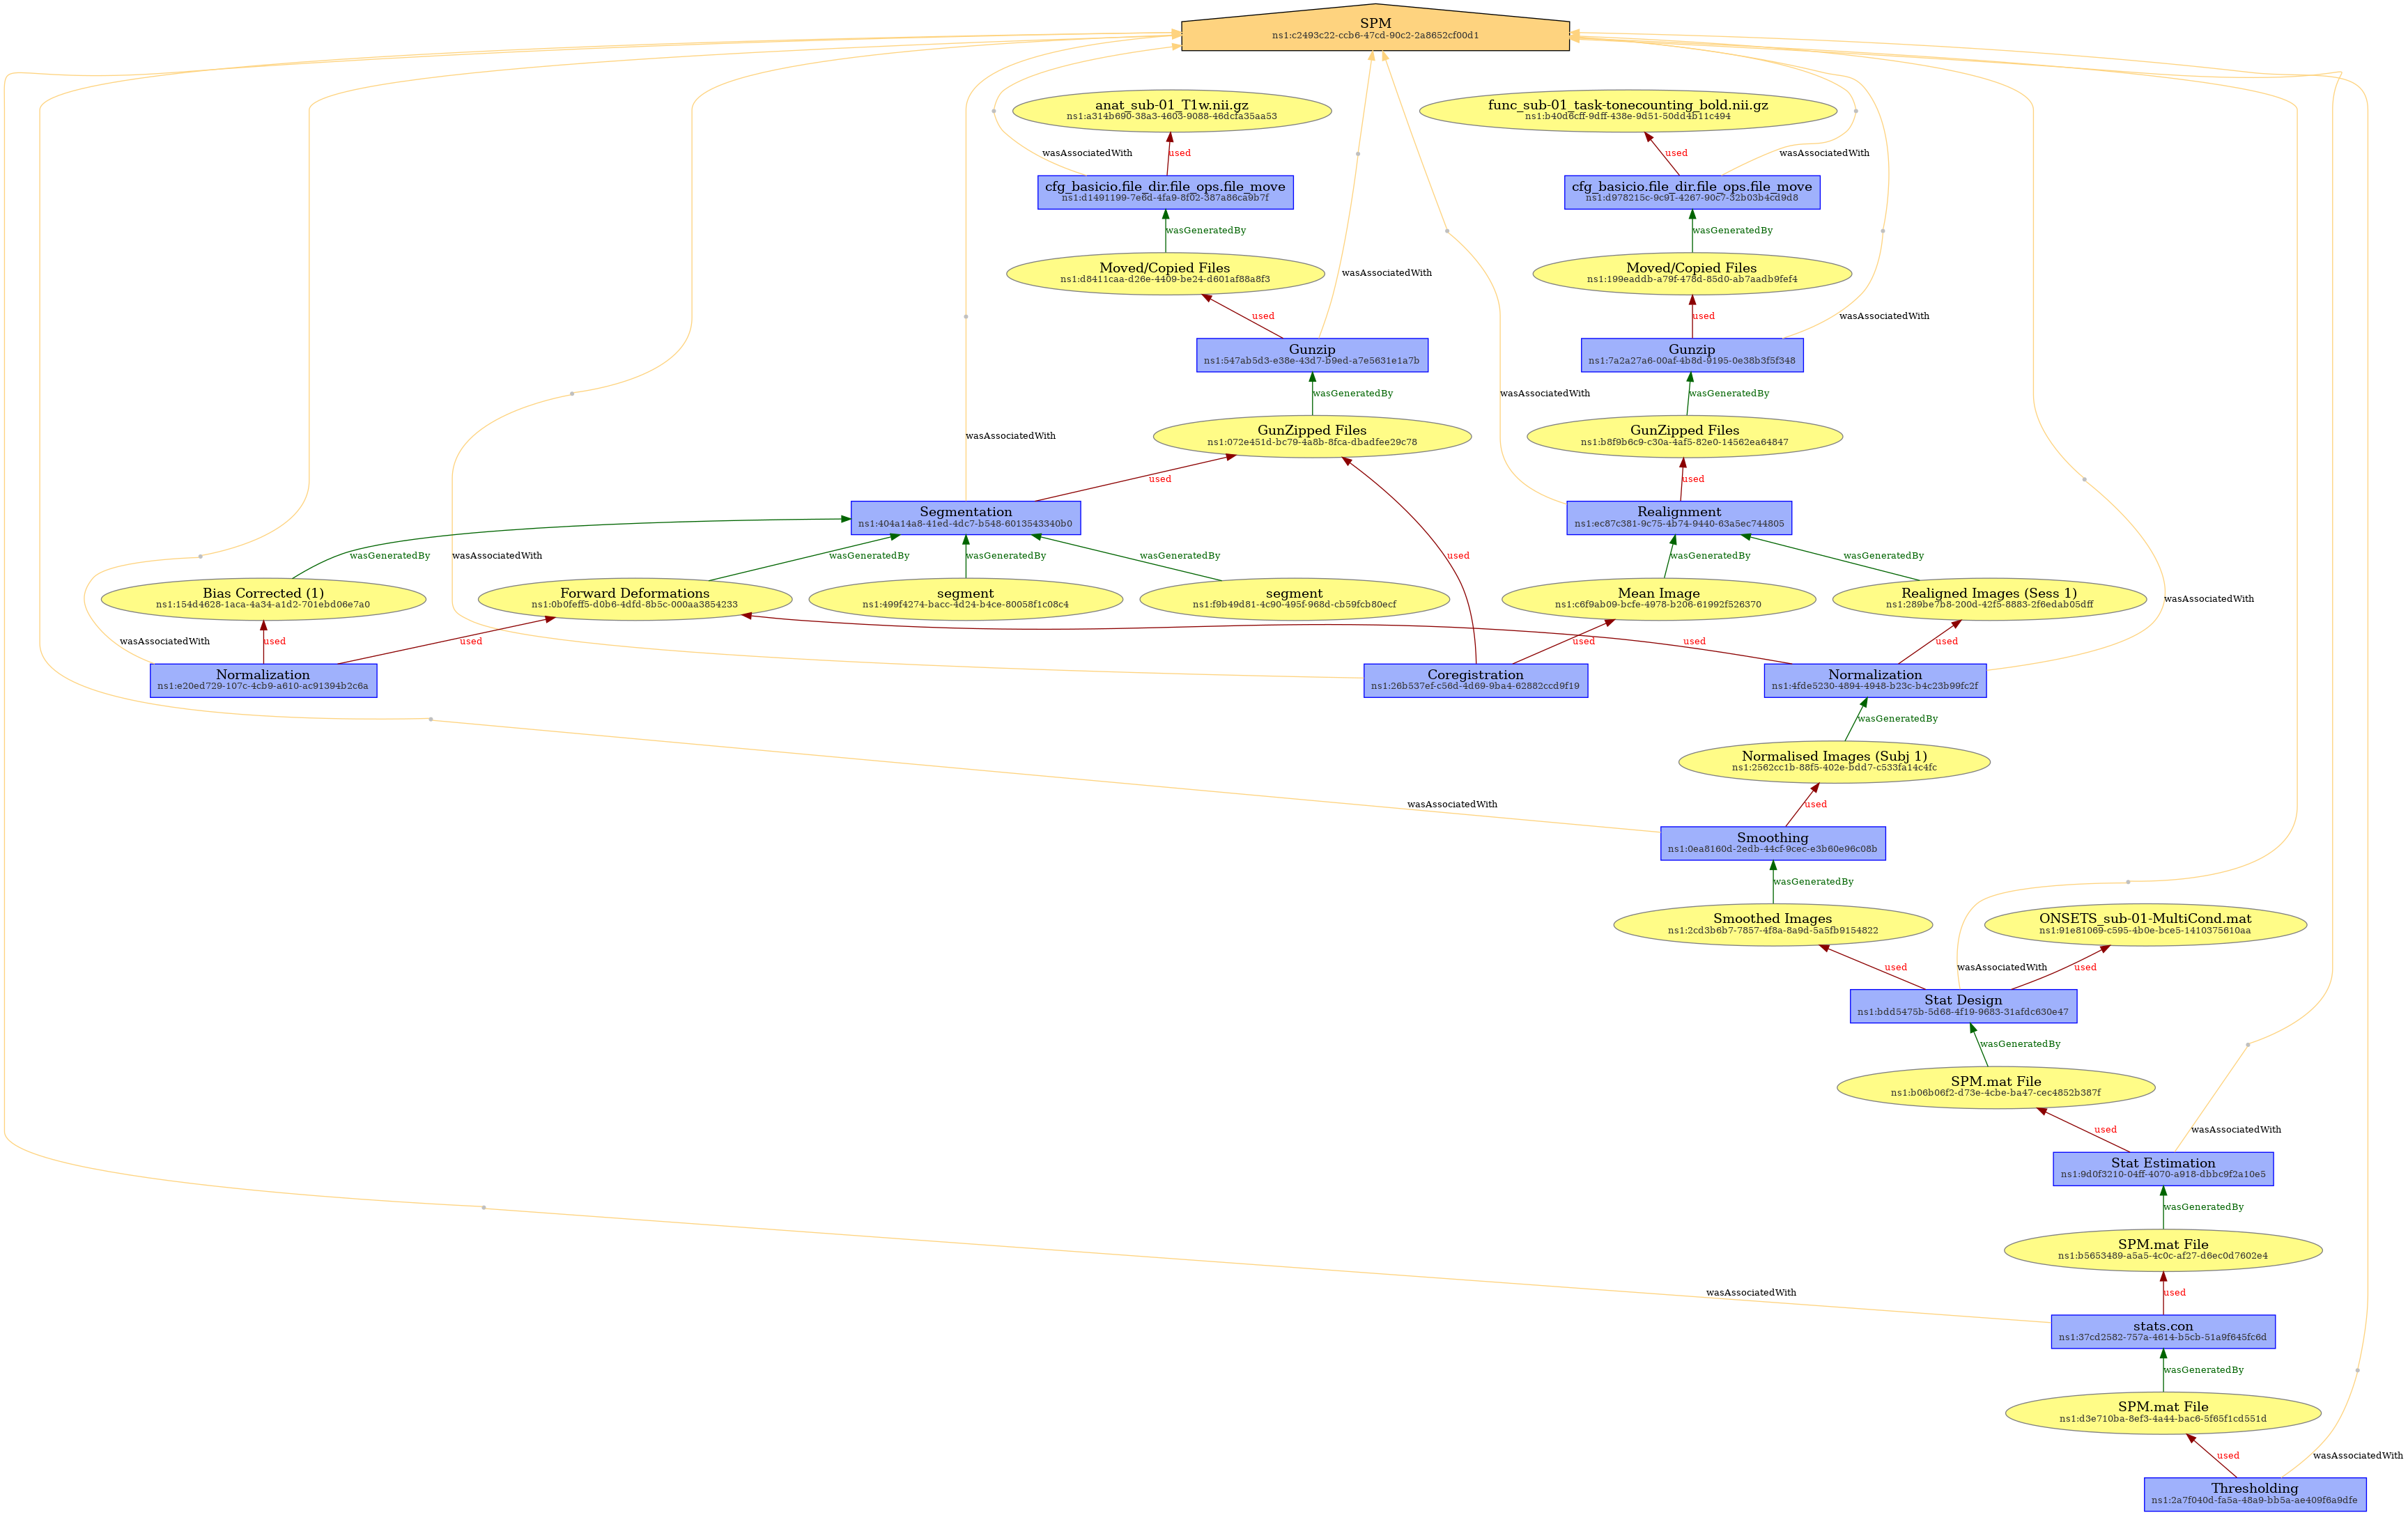 SPM
ns1:c2493c22-ccb6-47cd-90c2-2a8652cf00d1
anat_sub-01_T1w.nii.gz
ns1:a314b690-38a3-4603-9088-46dcfa35aa53
func_sub-01_task-tonecounting_bold.nii.gz
ns1:b40d6cff-9dff-438e-9d51-50dd4b11c494
wasAssociatedWith
used
used
wasAssociatedWith
cfg_basicio.file_dir.file_ops.file_move
ns1:d1491199-7e6d-4fa9-8f02-387a86ca9b7f
cfg_basicio.file_dir.file_ops.file_move
ns1:d978215c-9c91-4267-90c7-32b03b4cd9d8
wasGeneratedBy
wasGeneratedBy
Moved/Copied Files
ns1:d8411caa-d26e-4409-be24-d601af88a8f3
wasAssociatedWith
Moved/Copied Files
ns1:199eaddb-a79f-478d-85d0-ab7aadb9fef4
used
used
wasAssociatedWith
Gunzip
ns1:547ab5d3-e38e-43d7-b9ed-a7e5631e1a7b
Gunzip
ns1:7a2a27a6-00af-4b8d-9195-0e38b3f5f348
wasGeneratedBy
wasAssociatedWith
wasGeneratedBy
wasAssociatedWith
GunZipped Files
ns1:072e451d-bc79-4a8b-8fca-dbadfee29c78
GunZipped Files
ns1:b8f9b6c9-c30a-4af5-82e0-14562ea64847
used
used
Segmentation
ns1:404a14a8-41ed-4dc7-b548-6013543340b0
Realignment
ns1:ec87c381-9c75-4b74-9440-63a5ec744805
wasGeneratedBy
wasAssociatedWith
wasGeneratedBy
wasGeneratedBy
wasGeneratedBy
used
wasGeneratedBy
wasGeneratedBy
Bias Corrected (1)
ns1:154d4628-1aca-4a34-a1d2-701ebd06e7a0
Forward Deformations
ns1:0b0feff5-d0b6-4dfd-8b5c-000aa3854233
segment
ns1:499f4274-bacc-4d24-b4ce-80058f1c08c4
segment
ns1:f9b49d81-4c90-495f-968d-cb59fcb80ecf
Mean Image
ns1:c6f9ab09-bcfe-4978-b206-61992f526370
Realigned Images (Sess 1)
ns1:289be7b8-200d-42f5-8883-2f6edab05dff
wasAssociatedWith
wasAssociatedWith
used
used
used
used
used
Normalization
ns1:e20ed729-107c-4cb9-a610-ac91394b2c6a
Coregistration
ns1:26b537ef-c56d-4d69-9ba4-62882ccd9f19
Normalization
ns1:4fde5230-4894-4948-b23c-b4c23b99fc2f
wasGeneratedBy
Normalised Images (Subj 1)
ns1:2562cc1b-88f5-402e-bdd7-c533fa14c4fc
wasAssociatedWith
used
Smoothing
ns1:0ea8160d-2edb-44cf-9cec-e3b60e96c08b
wasGeneratedBy
Smoothed Images
ns1:2cd3b6b7-7857-4f8a-8a9d-5a5fb9154822
ONSETS_sub-01-MultiCond.mat
ns1:91e81069-c595-4b0e-bce5-1410375610aa
used
wasAssociatedWith
used
Stat Design
ns1:bdd5475b-5d68-4f19-9683-31afdc630e47
wasGeneratedBy
SPM.mat File
ns1:b06b06f2-d73e-4cbe-ba47-cec4852b387f
used
wasAssociatedWith
Stat Estimation
ns1:9d0f3210-04ff-4070-a918-dbbc9f2a10e5
wasGeneratedBy
SPM.mat File
ns1:b5653489-a5a5-4c0c-af27-d6ec0d7602e4
wasAssociatedWith
used
stats.con
ns1:37cd2582-757a-4614-b5cb-51a9f645fc6d
wasGeneratedBy
SPM.mat File
ns1:d3e710ba-8ef3-4a44-bac6-5f65f1cd551d
used
wasAssociatedWith
Thresholding
ns1:2a7f040d-fa5a-48a9-bb5a-ae409f6a9dfe